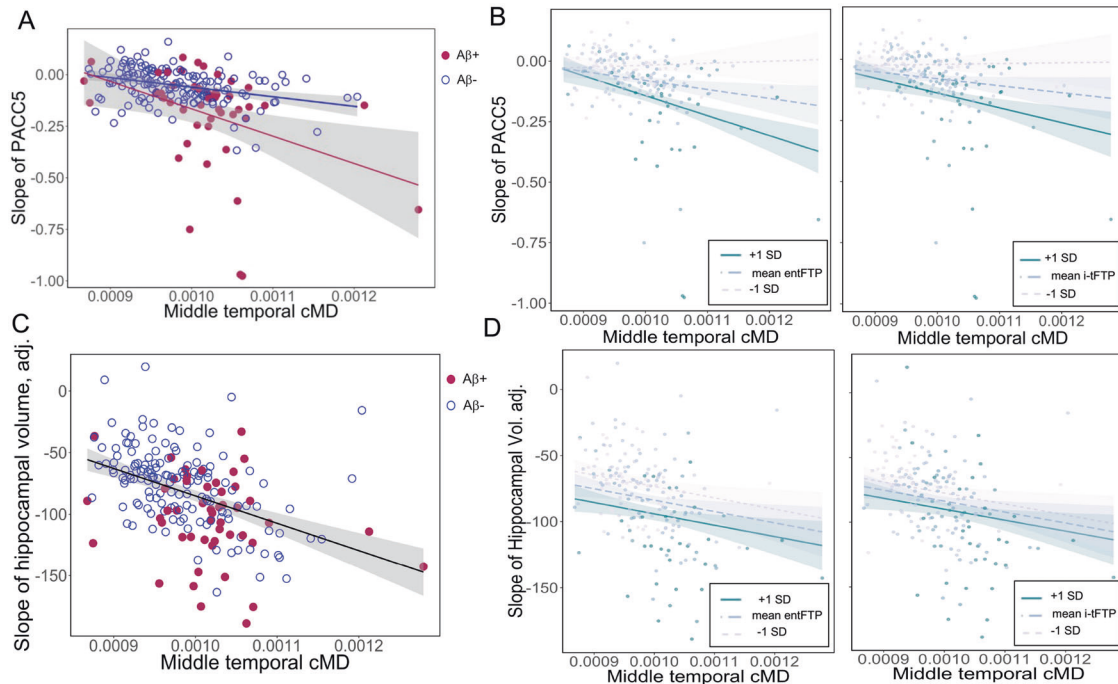 A
Slope of PACC5
0.00
-0.25
-0.50
-0.75
-1.00
0.0009 0.0010 0.0011 0.0012
Middle temporal cMD
Aβ+
Aβ-
B
Slope of PACC5
0.00
-0.25
-0.50
-0.75
-1.00
+1 SD
mean entFTP
-1 SD
0.0009 0.0010 0.0011 0.0012
Middle temporal cMD
+1 SD
mean i-tFTP
-1 SD
0.0009 0.0010 0.0011 0.0012
Middle temporal cMD
C
Slope of hippocampal volume, adj.
0
-50
-100
-150
0.0009 0.0010 0.0011 0.0012
Middle temporal cMD
Aβ+
Aβ-
D
Slope of Hippocampal Vol. adj.
0
-50
-100
-150
+1 SD
mean entFTP
-1 SD
0.0009 0.0010 0.0011 0.0012
Middle temporal cMD
+1 SD
mean i-tFTP
-1 SD
0.0009 0.0010 0.0011 0.0012
Middle temporal cMD